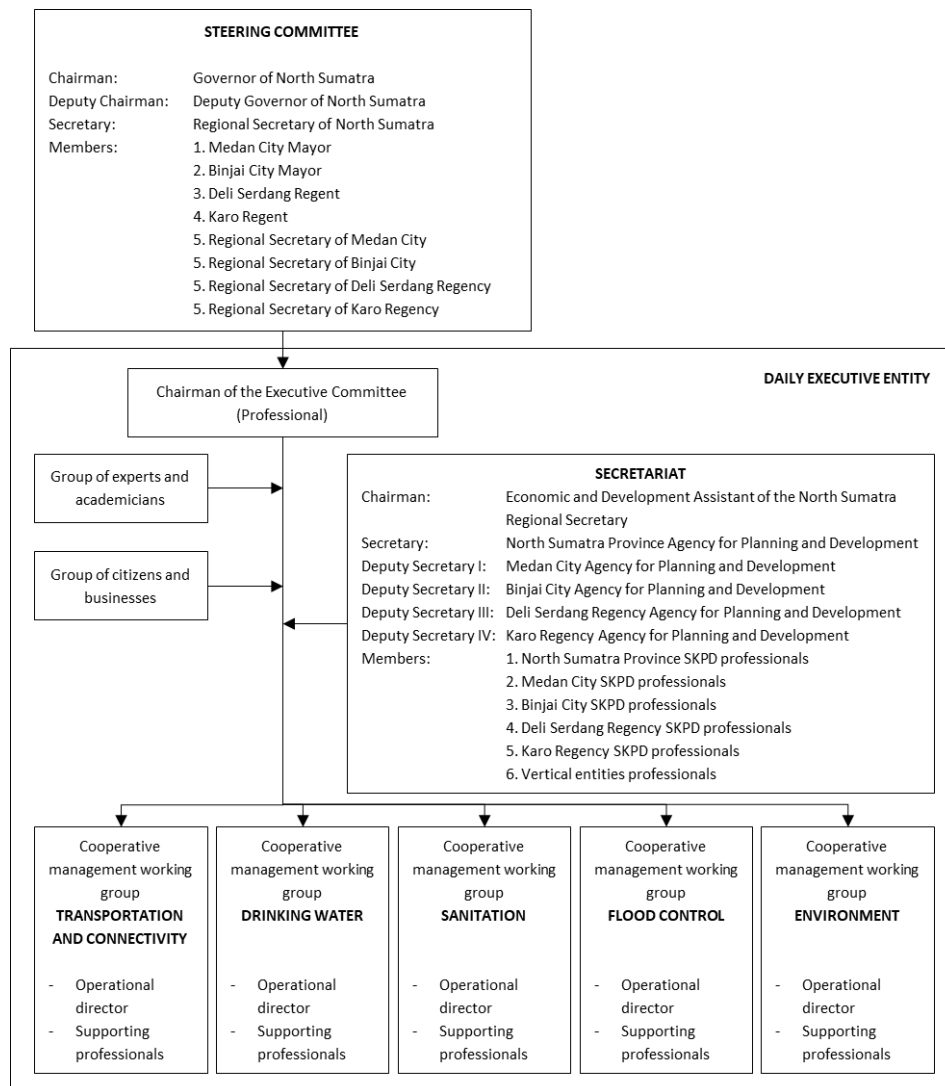 STEERING COMMITTEE
Chairman: Governor of North Sumatra
Deputy Chairman: Deputy Governor of North Sumatra
Secretary: Regional Secretary of North Sumatra
Members: 1. Medan City Mayor
2. Binjai City Mayor
3. Deli Serdang Regent
4. Karo Regent
5. Regional Secretary of Medan City
5. Regional Secretary of Binjai City
5. Regional Secretary of Deli Serdang Regency
5. Regional Secretary of Karo Regency
DAILY EXECUTIVE ENTITY
Chairman of the Executive Committee
(Professional)
Group of experts and
academicians
Group of citizens and
businesses
SECRETARIAT
Chairman: Economic and Development Assistant of the North Sumatra
Regional Secretary
Secretary: North Sumatra Province Agency for Planning and Development
Deputy Secretary I: Medan City Agency for Planning and Development
Deputy Secretary II: Binjai City Agency for Planning and Development
Deputy Secretary III: Deli Serdang Regency Agency for Planning and Development
Deputy Secretary IV: Karo Regency Agency for Planning and Development
Members: 1. North Sumatra Province SKPD professionals
2. Medan City SKPD professionals
3. Binjai City SKPD professionals
4. Deli Serdang Regency SKPD professionals
5. Karo Regency SKPD professionals
6. Vertical entities professionals
Cooperative
management working
group
TRANSPORTATION
AND CONNECTIVITY
- Operational
director
- Supporting
professionals
Cooperative
management working
group
DRINKING WATER
- Operational
director
- Supporting
professionals
Cooperative
management working
group
SANITATION
- Operational
director
- Supporting
professionals
Cooperative
management working
group
FLOOD CONTROL
- Operational
director
- Supporting
professionals
Cooperative
management working
group
ENVIRONMENT
- Operational
director
- Supporting
professionals